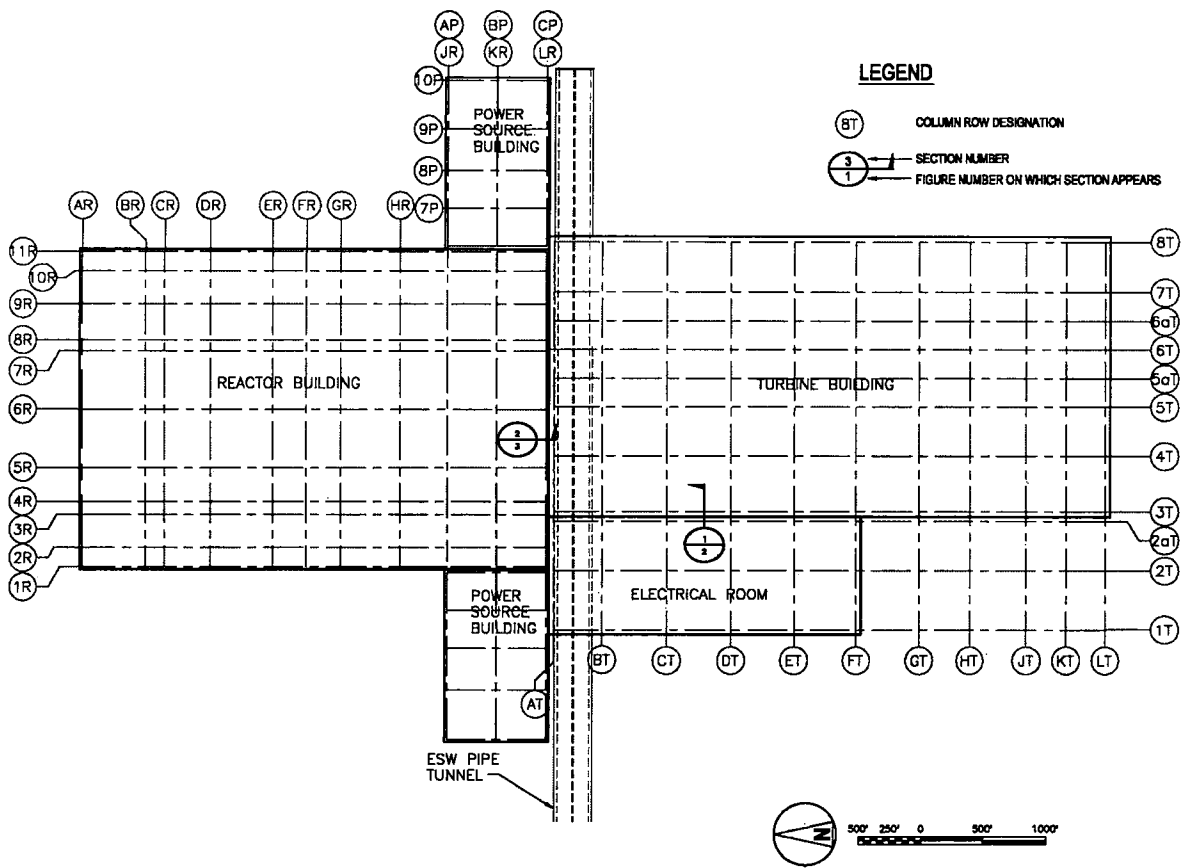 AP BP CP
JR KR LR
10P
9P
8P
7P
POWER
SOURCE
BUILDING
LEGEND
8T COLUMN ROW DESIGNATION
3 SECTION NUMBER
1 FIGURE NUMBER ON WHICH SECTION APPEARS
AR BR CR DR ER FR GR HR
11R
10R
9R
8R
7R
6R
5R
4R
3R
2R
1R
REACTOR BUILDING
2
3
8T
7T
6aT
6T
5aT
5T
4T
3T
2aT
2T
1T
TURBINE BUILDING
1
2
ELECTRICAL ROOM
POWER
SOURCE
BUILDING
BT CT DT ET FT GT HT JT KT LT
AT
ESW PIPE
TUNNEL
N
500' 250' 0 500' 1000'